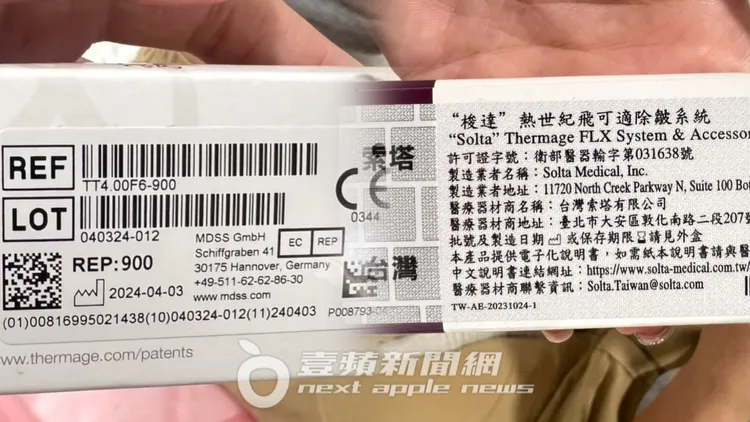 REF
TT4.00F6-900
LOT
040324-012
REP:900
2024-04-03
MDSS GmbH
Schiffgraben 41
30175 Hannover, Germany
+49-511-62-62-86-30
www.mdss.com
EC REP
(01)00816995021438(10)040324-012(11)240403
P008793-0
www.thermage.com/patents
索塔
CE
0344
台灣
“梭達”熱世紀飛可適除皺系統
“Solta” Thermage FLX System & Accessor
許可證字號：衛部醫器輸字第031638號
製造業者名稱：Solta Medical, Inc.
製造業者地址：11720 North Creek Parkway N, Suite 100 Bot
醫療器材商名稱：台灣索塔有限公司
醫療器材商地址：臺北市大安區敦化南路二段207號
批號及製造日期 或保存期限 請見外盒
本產品提供電子化說明書，如需紙本說明書請與醫
中文說明書連結網址：https://www.solta-medical.com.tw/
醫療器材商聯繫資訊：Solta.Taiwan@solta.com
TW-AE-20231024-1
壹蘋新聞網
next apple news